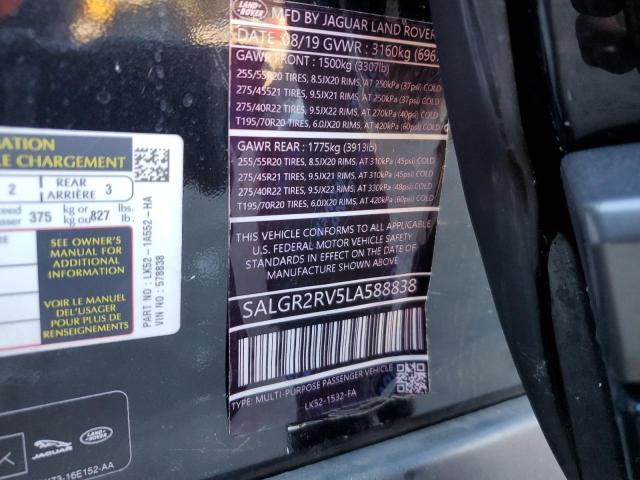 LAND ROVER
MFD BY JAGUAR LAND ROVER
DATE 08/19 GVWR : 3160kg (696
GAWR FRONT : 1500kg (3307lb)
255/55R20 TIRES, 8.5JX20 RIMS, AT 250kPa (37psi) COLD
275/45S21 TIRES, 9.5JX21 RIMS, AT 250kPa (37psi) COLD
275/40R22 TIRES, 9.5JX22 RIMS, AT 270kPa (40psi) COLD
T195/70R20 TIRES, 6.0JX20 RIMS, AT 420kPa (60psi) COLD
GAWR REAR : 1775kg (3913lb)
255/55R20 TIRES, 8.5JX20 RIMS, AT 310kPa (45psi) COLD
275/45R21 TIRES, 9.5JX21 RIMS, AT 310kPa (45psi) COLD
275/40R22 TIRES, 9.5JX22 RIMS, AT 330kPa (48psi) COLD
T195/70R20 TIRES, 6.0JX20 RIMS, AT 420kPa (60psi) COLD
THIS VEHICLE CONFORMS TO ALL APPLICABLE
U.S. FEDERAL MOTOR VEHICLE SAFETY
STANDARDS IN EFFECT ON THE DATE OF
MANUFACTURE SHOWN ABOVE
SALGR2RV5LA588838
TYPE: MULTI-PURPOSE PASSENGER VEHICLE
LK52-1532-FA
MATION
LE CHARGEMENT
2 REAR ARRIÈRE 3
xceed 375 kg or kg ou 827 lbs. lb.
SEE OWNER'S
MANUAL FOR
ADDITIONAL
INFORMATION
VOIR LE MANUEL
DE L'USAGER
POUR PLUS DE
RENSEIGNEMENTS
PART NO: LK52-1A552-HA
VIN : 578838
JAGUAR
LAND ROVER
73-16E152-AA